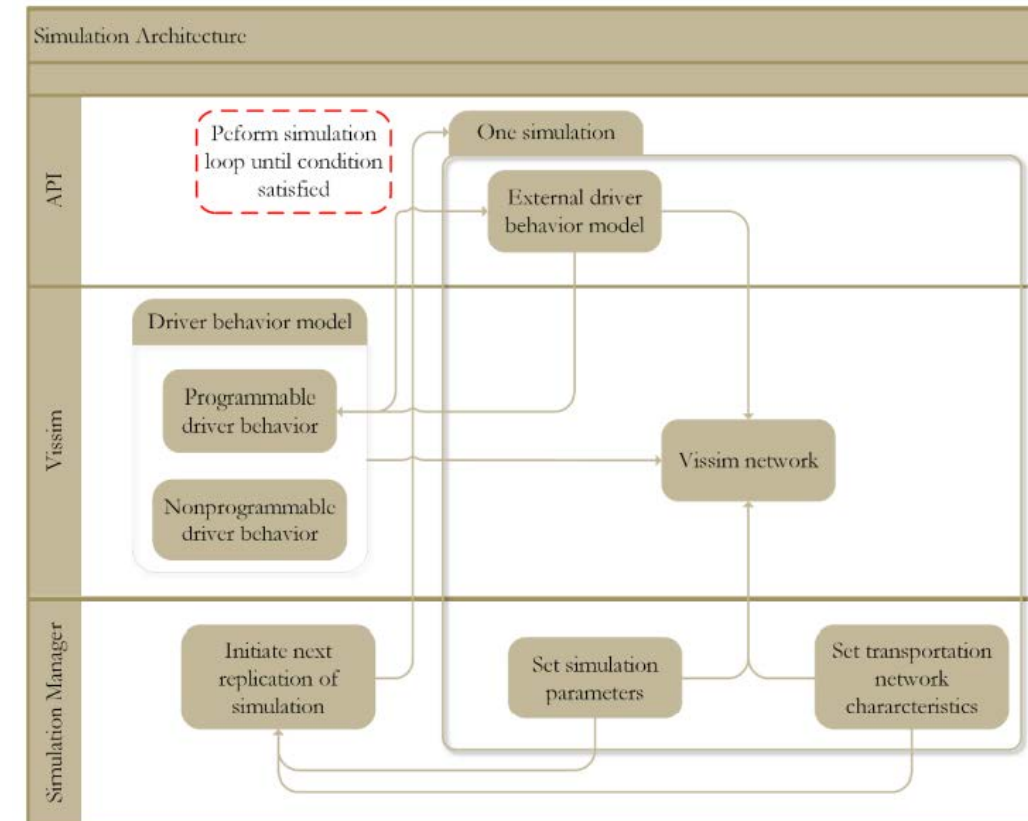 Simulation Architecture
API
Peform simulation
loop until condition
satisfied
One simulation
External driver
behavior model
Vissim
Driver behavior model
Programmable
driver behavior
Nonprogrammable
driver behavior
Vissim network
Simulation Manager
Initiate next
replication of
simulation
Set simulation
parameters
Set transportation
network
chararcteristics